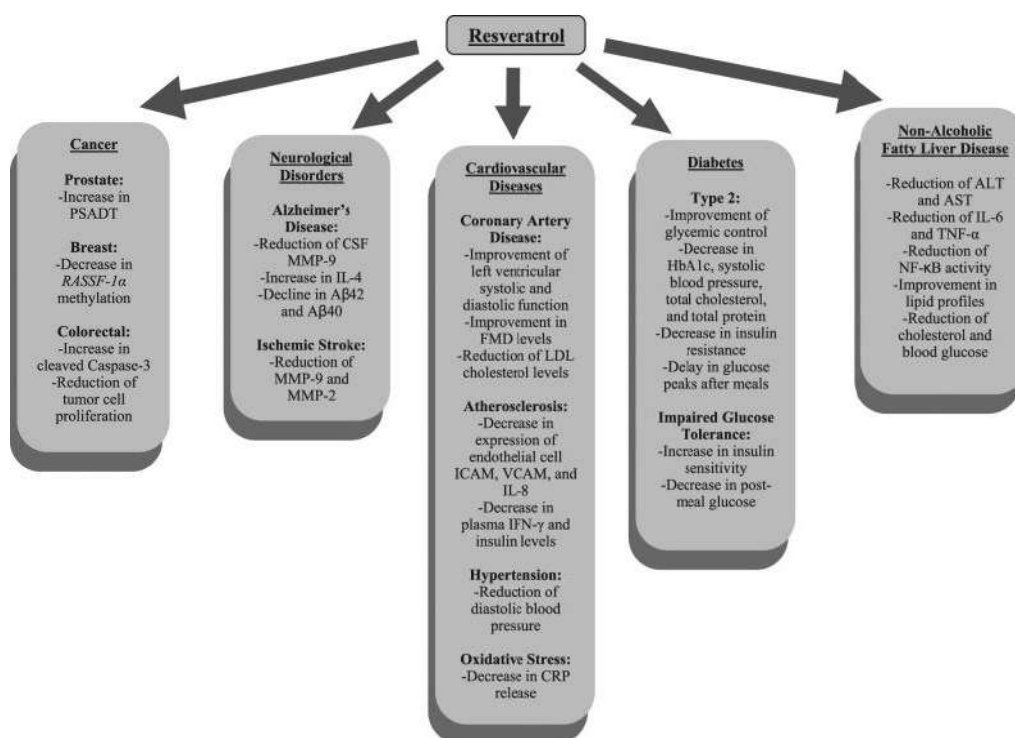 Resveratrol
Cancer
Prostate:
-Increase in
PSADT
Breast:
-Decrease in
RASSF-1α
methylation
Colorectal:
-Increase in
cleaved Caspase-3
-Reduction of
tumor cell
proliferation
Neurological
Disorders
Alzheimer's
Disease:
-Reduction of CSF
MMP-9
-Increase in IL-4
-Decline in Aβ42
and Aβ40
Ischemic Stroke:
-Reduction of
MMP-9 and
MMP-2
Cardiovascular
Diseases
Coronary Artery
Disease:
-Improvement of
left ventricular
systolic and
diastolic function
-Improvement in
FMD levels
-Reduction of LDL
cholesterol levels
Atherosclerosis:
-Decrease in
expression of
endothelial cell
ICAM, VCAM, and
IL-8
-Decrease in
plasma IFN-γ and
insulin levels
Hypertension:
-Reduction of
diastolic blood
pressure
Oxidative Stress:
-Decrease in CRP
release
Diabetes
Type 2:
-Improvement of
glycemic control
-Decrease in
HbA1c, systolic
blood pressure,
total cholesterol,
and total protein
-Decrease in insulin
resistance
-Delay in glucose
peaks after meals
Impaired Glucose
Tolerance:
-Increase in insulin
sensitivity
-Decrease in post-
meal glucose
Non-Alcoholic
Fatty Liver Disease
-Reduction of ALT
and AST
-Reduction of IL-6
and TNF-α
-Reduction of
NF-κB activity
-Improvement in
lipid profiles
-Reduction of
cholesterol and
blood glucose